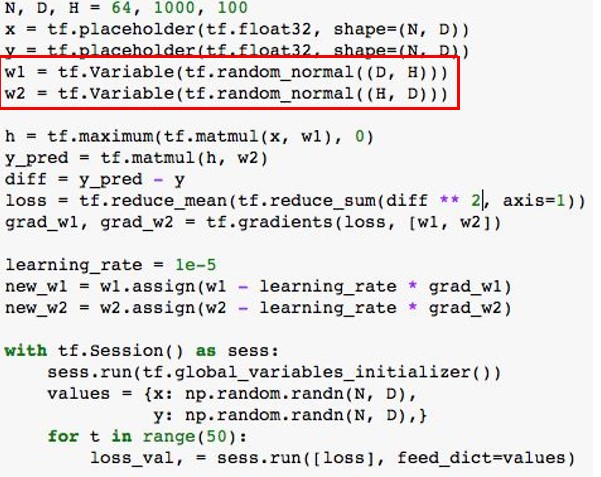 N, D, H = 64, 1000, 100
x = tf.placeholder(tf.float32, shape=(N, D))
y = tf.placeholder(tf.float32, shape=(N, D))
w1 = tf.Variable(tf.random_normal((D, H)))
w2 = tf.Variable(tf.random_normal((H, D)))
h = tf.maximum(tf.matmul(x, w1), 0)
y_pred = tf.matmul(h, w2)
diff = y_pred - y
loss = tf.reduce_mean(tf.reduce_sum(diff ** 2, axis=1))
grad_w1, grad_w2 = tf.gradients(loss, [w1, w2])
learning_rate = 1e-5
new_w1 = w1.assign(w1 - learning_rate * grad_w1)
new_w2 = w2.assign(w2 - learning_rate * grad_w2)
with tf.Session() as sess:
    sess.run(tf.global_variables_initializer())
    values = {x: np.random.randn(N, D),
              y: np.random.randn(N, D),}
    for t in range(50):
        loss_val, = sess.run([loss], feed_dict=values)